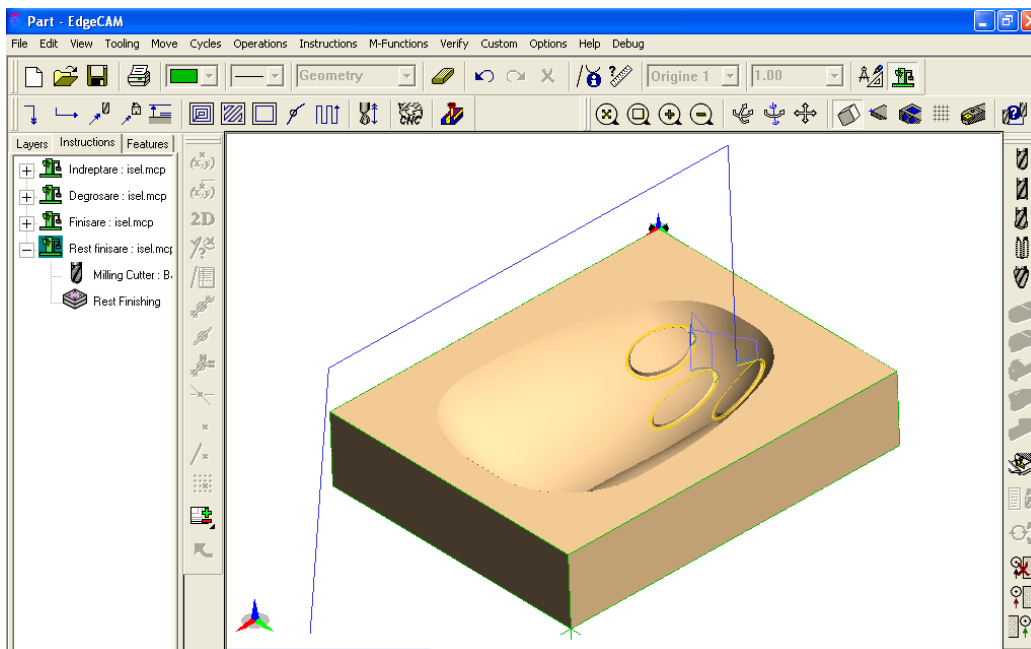 Part - EdgeCAM
File Edit View Tooling Move Cycles Operations Instructions M-Functions Verify Custom Options Help Debug
Geometry Origine 1 1.00
CNC
Layers Instructions Features
Indreptare : isel.mcp
Degrosare : isel.mcp
Finisare : isel.mcp
Rest finisare : isel.mcp
Milling Cutter : B
Rest Finishing
(x,y)
(x,y)
2D